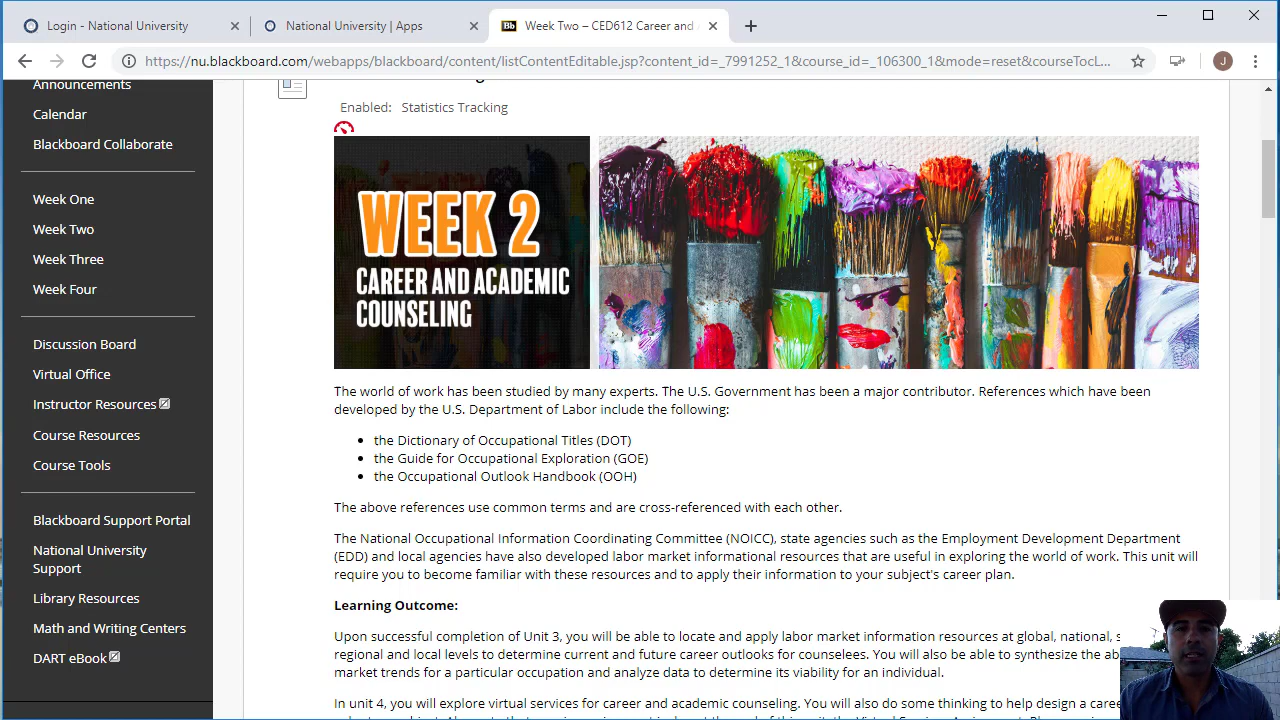 Login - National University
National University | Apps
Bb Week Two – CED612 Career and
https://nu.blackboard.com/webapps/blackboard/content/listContentEditable.jsp?content_id=_7991252_1&course_id=_106300_1&mode=reset&courseTocL...
J
Announcements
Calendar
Blackboard Collaborate
Week One
Week Two
Week Three
Week Four
Discussion Board
Virtual Office
Instructor Resources
Course Resources
Course Tools
Blackboard Support Portal
National University
Support
Library Resources
Math and Writing Centers
DART eBook
Enabled: Statistics Tracking
WEEK 2
CAREER AND ACADEMIC
COUNSELING
The world of work has been studied by many experts. The U.S. Government has been a major contributor. References which have been
developed by the U.S. Department of Labor include the following:
• the Dictionary of Occupational Titles (DOT)
• the Guide for Occupational Exploration (GOE)
• the Occupational Outlook Handbook (OOH)
The above references use common terms and are cross-referenced with each other.
The National Occupational Information Coordinating Committee (NOICC), state agencies such as the Employment Development Department
(EDD) and local agencies have also developed labor market informational resources that are useful in exploring the world of work. This unit will
require you to become familiar with these resources and to apply their information to your subject's career plan.
Learning Outcome:
Upon successful completion of Unit 3, you will be able to locate and apply labor market information resources at global, national,
regional and local levels to determine current and future career outlooks for counselees. You will also be able to synthesize the
market trends for a particular occupation and analyze data to determine its viability for an individual.
In unit 4, you will explore virtual services for career and academic counseling. You will also do some thinking to help design a